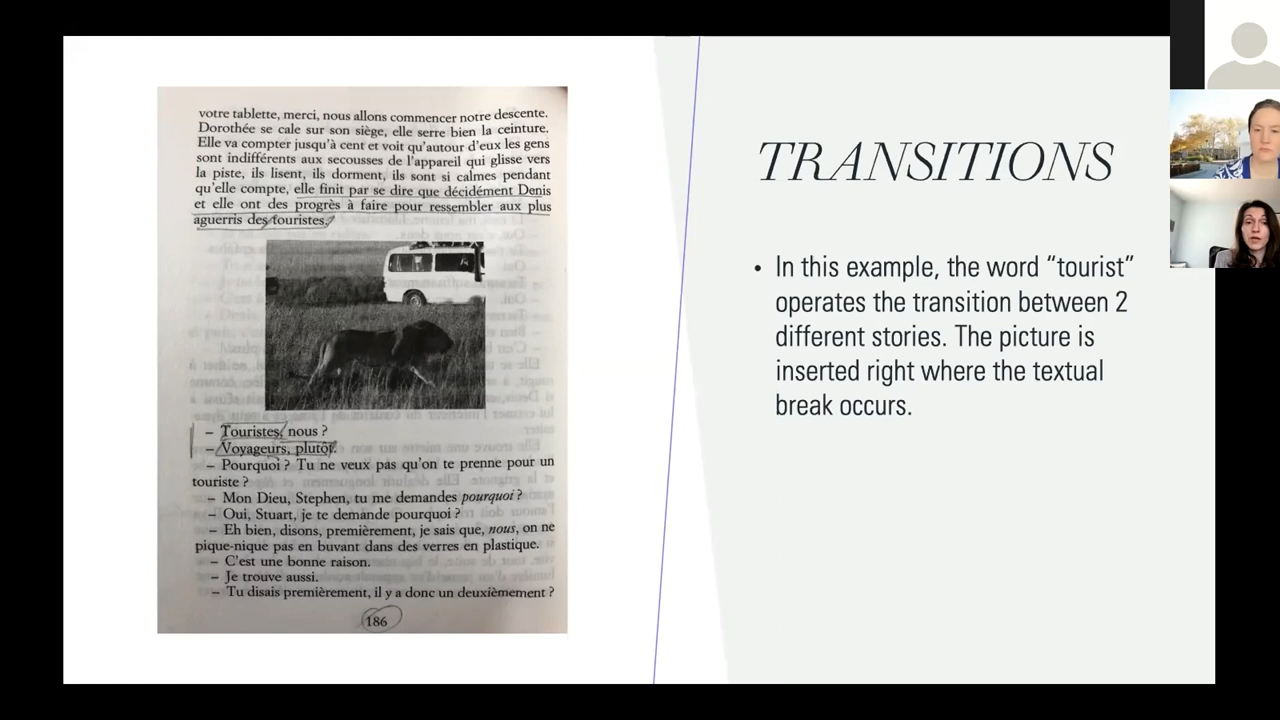 votre tablette, merci, nous allons commencer notre descente.
Dorothée se cale sur son siège, elle serre bien la ceinture.
Elle va compter jusqu'à cent et voit qu'autour d'eux les gens
sont indifférents aux secousses de l'appareil qui glisse vers
la piste, ils lisent, ils dorment, ils sont si calmes pendant
qu'elle compte, elle finit par se dire que décidément Denis
et elle ont des progrès à faire pour ressembler aux plus
aguerris des touristes.
– Touristes, nous ?
– Voyageurs, plutôt.
– Pourquoi ? Tu ne veux pas qu'on te prenne pour un
touriste ?
– Mon Dieu, Stephen, tu me demandes pourquoi ?
– Oui, Stuart, je te demande pourquoi ?
– Eh bien, disons, premièrement, je sais que, nous, on ne
pique-nique pas en buvant dans des verres en plastique.
– C'est une bonne raison.
– Je trouve aussi.
– Tu disais premièrement, il y a donc un deuxièmement ?
186
TRANSITIONS
• In this example, the word “tourist”
operates the transition between 2
different stories. The picture is
inserted right where the textual
break occurs.